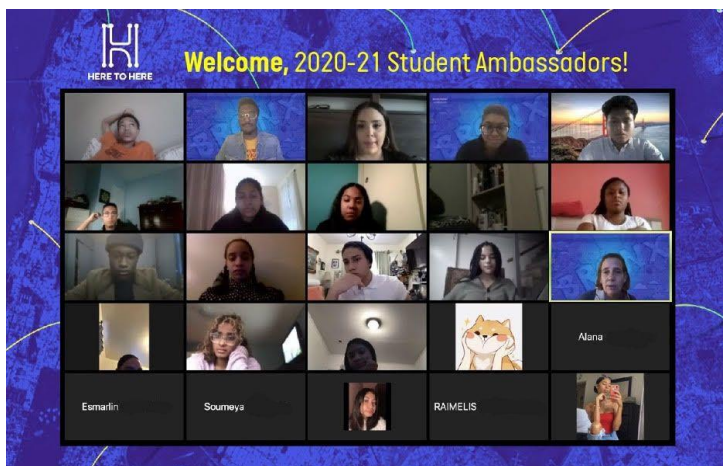 HERE TO HERE
Welcome, 2020-21 Student Ambassadors!
Alana
Esmarlin
Soumeya
RAIMELIS